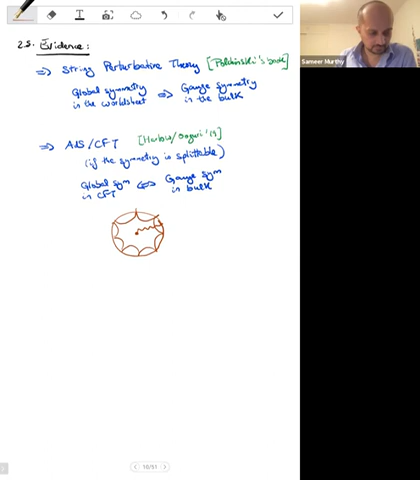 2.5. Evidence:
⇒ String Perturbative Theory [Polchinski's book]
Global symmetry ⇒ Gauge symmetry
in the worldsheet in the bulk
⇒ AdS/CFT [Harlow/Ooguri '19]
(if the symmetry is splittable)
Global sym ⇔ Gauge sym
in CFT in bulk
10/51
Sameer Murthy